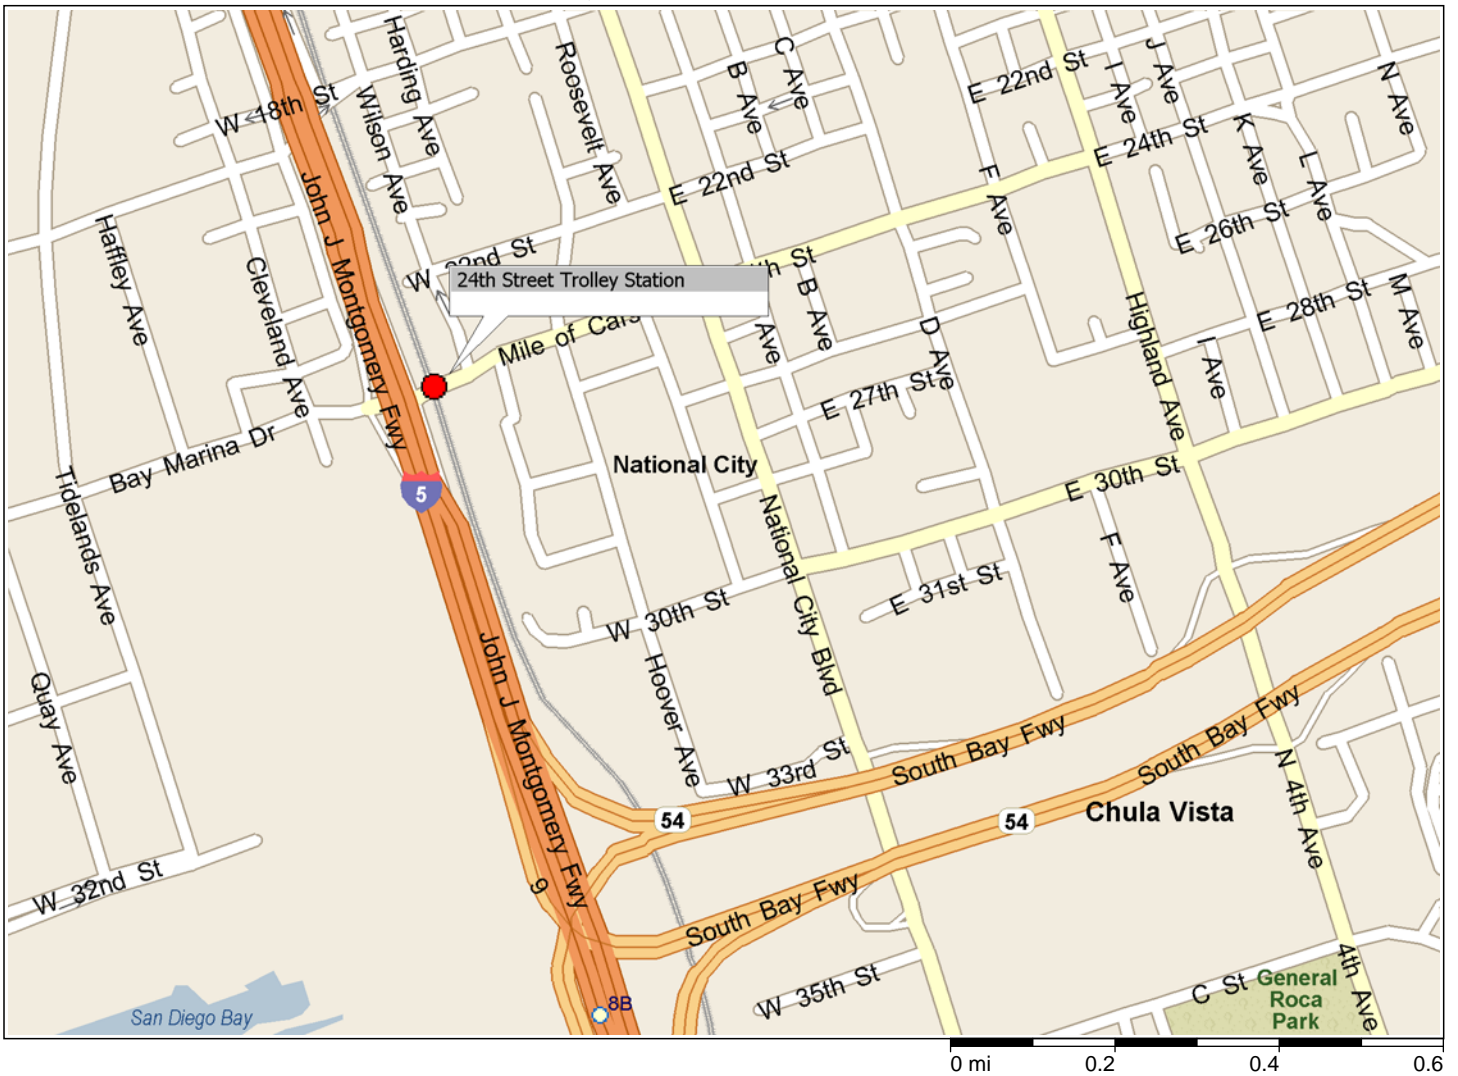 Harding Ave
Roosevelt Ave
C Ave
B Ave
E 22nd St
I Ave
J Ave
N Ave
W 18th St
Wilson Ave
E 24th St
K Ave
L Ave
E 22nd St
F Ave
John J Montgomery Fwy
Haffley Ave
Cleveland Ave
E 26th St
W 22nd St
th St
24th Street Trolley Station
B Ave
Ave
D Ave
Highland Ave
E 28th St
M Ave
I Ave
Mile of Cars
E 27th St
Bay Marina Dr
National City
5
E 30th St
Tidelands Ave
National City Blvd
F Ave
E 31st St
W 30th St
John J Montgomery Fwy
Hoover Ave
Quay Ave
W 33rd St
South Bay Fwy
South Bay Fwy
N 4th Ave
54
54
Chula Vista
W 32nd St
9
South Bay Fwy
W 35th St
C St
4th Ave
General
Roca
Park
8B
San Diego Bay
0 mi 0.2 0.4 0.6